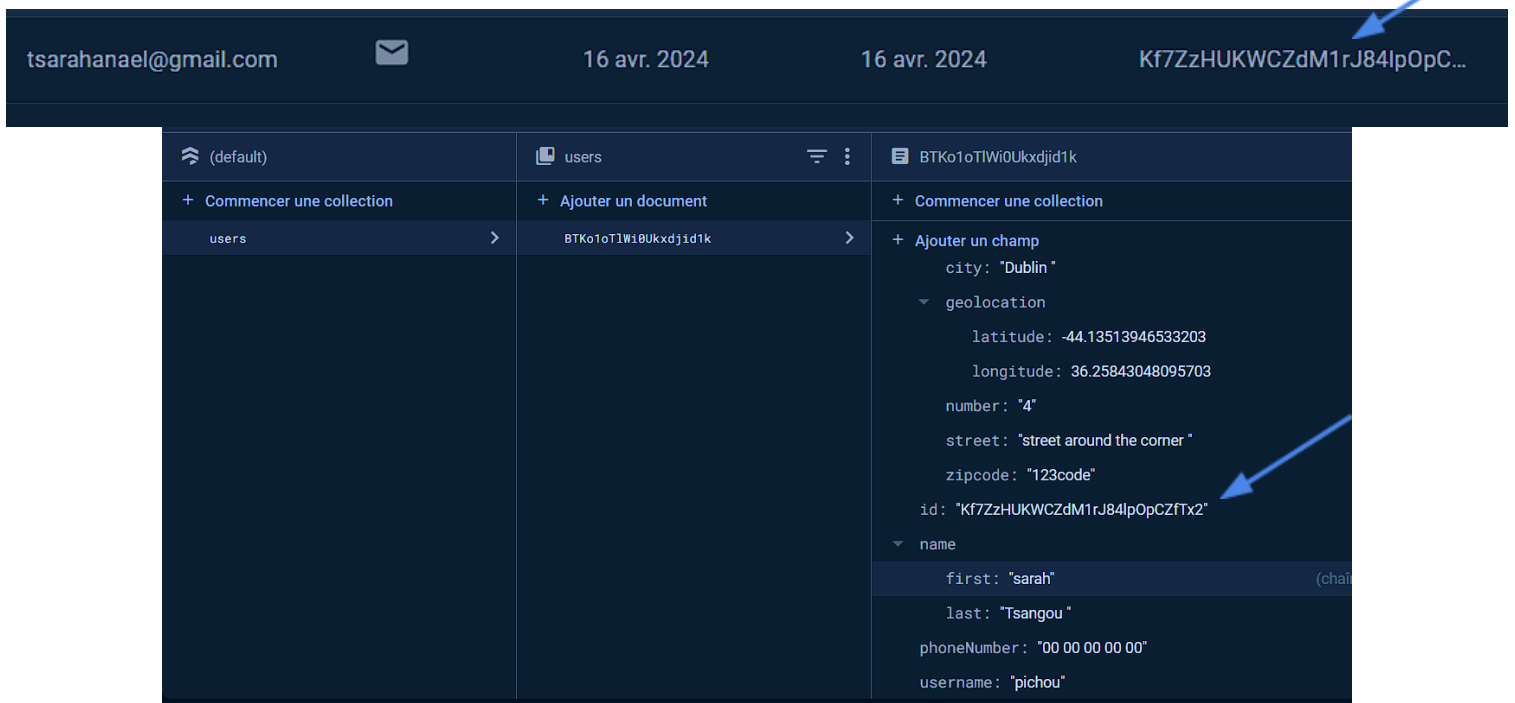 tsarahanael@gmail.com 16 avr. 2024 16 avr. 2024 Kf7ZzHUKWCZdM1rJ84lpOpC...
(default) users BTKo1oTlWi0Ukxdjid1k
+ Commencer une collection + Ajouter un document + Commencer une collection
users BTKo1oTlWi0Ukxdjid1k + Ajouter un champ
city: "Dublin "
geolocation
latitude: -44.13513946533203
longitude: 36.25843048095703
number: "4"
street: "street around the corner "
zipcode: "123code"
id: "Kf7ZzHUKWCZdM1rJ84lpOpCZfTx2"
name
first: "sarah" (chaîn
last: "Tsangou "
phoneNumber: "00 00 00 00 00"
username: "pichou"